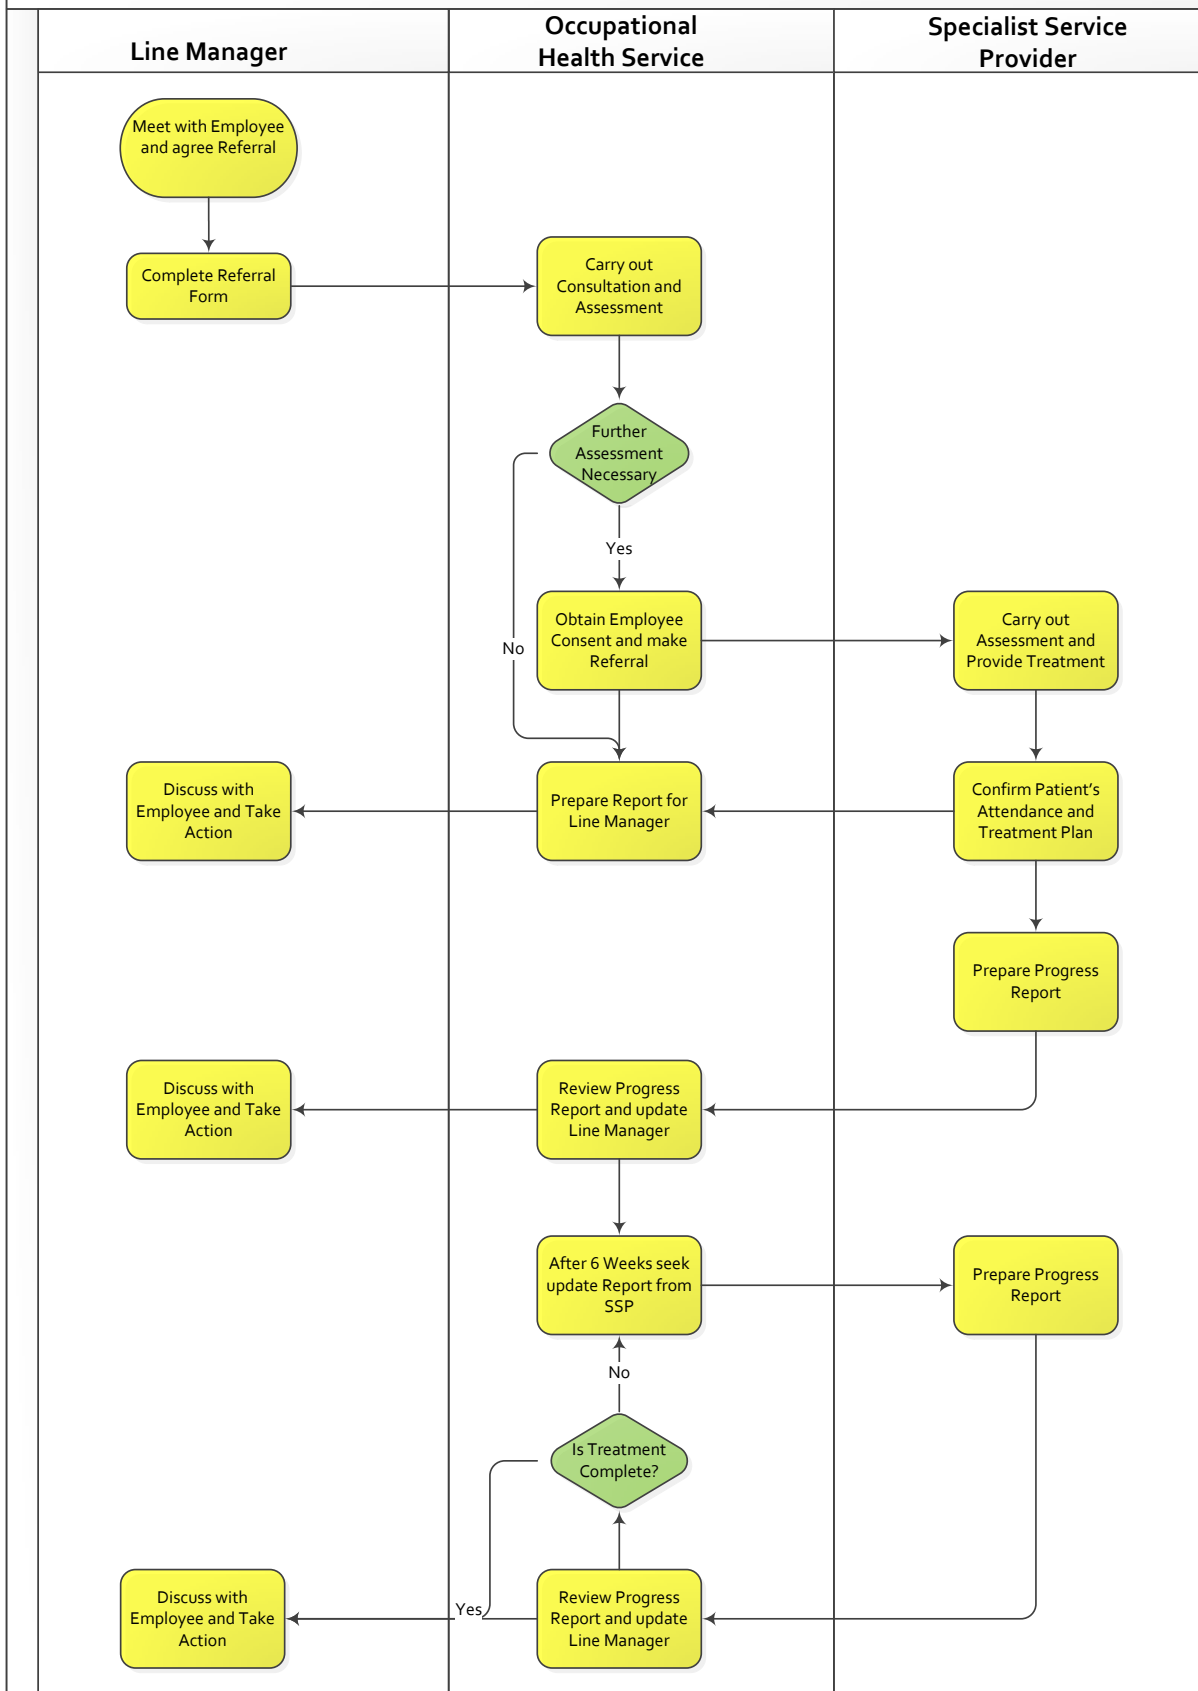 Line Manager
Occupational
Health Service
Specialist Service
Provider
Meet with Employee
and agree Referral
Complete Referral
Form
Carry out
Consultation and
Assessment
Further
Assessment
Necessary
Yes
No
Obtain Employee
Consent and make
Referral
Carry out
Assessment and
Provide Treatment
Discuss with
Employee and Take
Action
Prepare Report for
Line Manager
Confirm Patient's
Attendance and
Treatment Plan
Prepare Progress
Report
Discuss with
Employee and Take
Action
Review Progress
Report and update
Line Manager
After 6 Weeks seek
update Report from
SSP
Prepare Progress
Report
No
Is Treatment
Complete?
Yes
Discuss with
Employee and Take
Action
Review Progress
Report and update
Line Manager